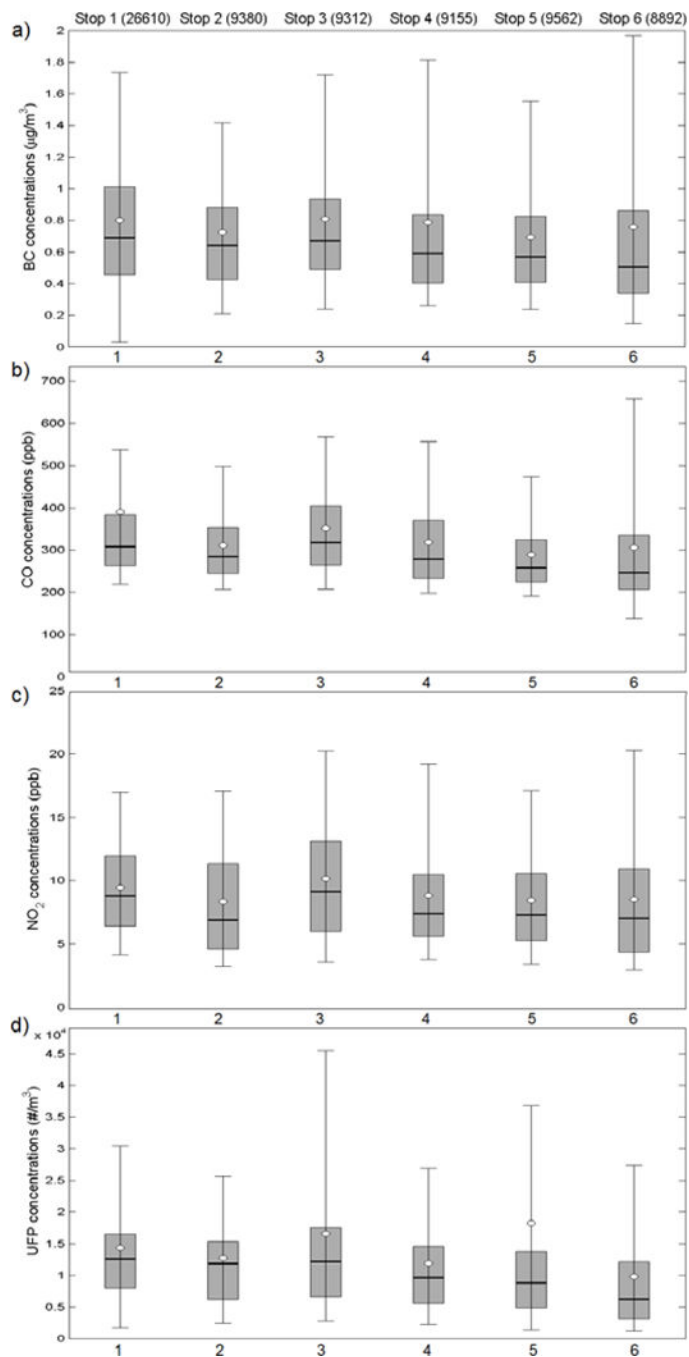 Stop 1 (26610) Stop 2 (9380) Stop 3 (9312) Stop 4 (9155) Stop 5 (9562) Stop 6 (8892)
a)
BC concentrations (µg/m³)
2
1.8
1.6
1.4
1.2
1
0.8
0.6
0.4
0.2
0
1 2 3 4 5 6
b)
CO concentrations (ppb)
700
600
500
400
300
200
100
0
1 2 3 4 5 6
c)
NO₂ concentrations (ppb)
25
20
15
10
5
0
1 2 3 4 5 6
d)
× 10⁴
UFP concentrations (#/m³)
4.5
4
3.5
3
2.5
2
1.5
1
0.5
0
1 2 3 4 5 6